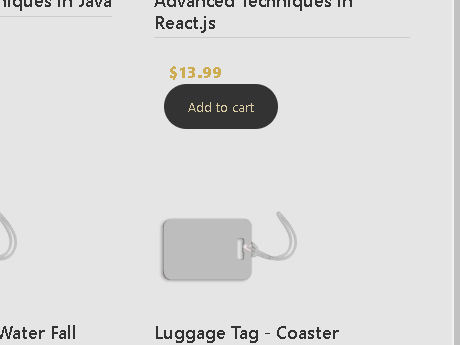 niques in Java
Advanced Techniques in
React.js
$13.99
Add to cart
Water Fall
Luggage Tag - Coaster